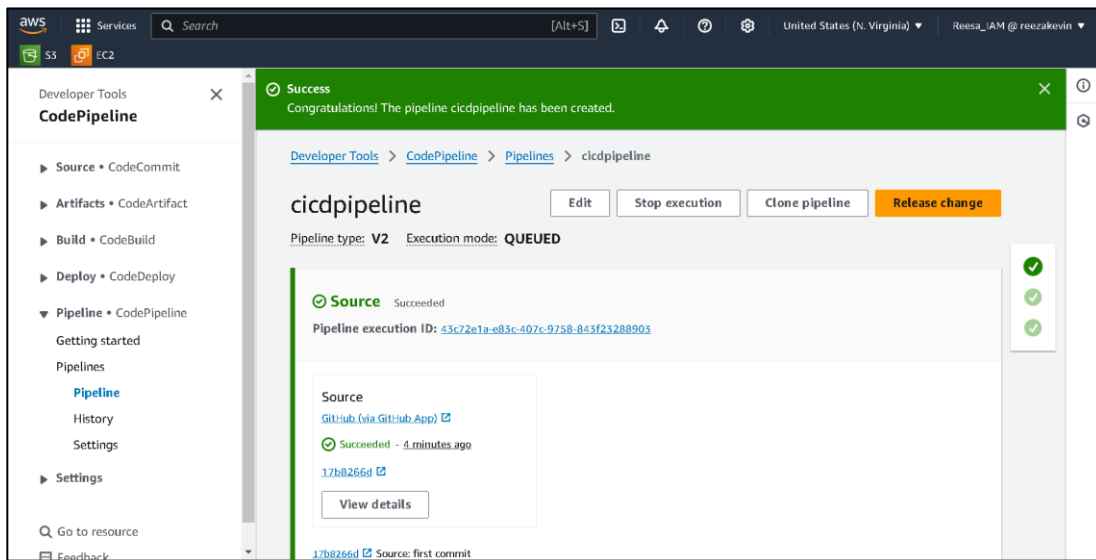 aws Services Search [Alt+S] United States (N. Virginia) ▼ Reesa_IAM @ reezakevin ▼
S3 EC2
Developer Tools
CodePipeline
Source • CodeCommit
Artifacts • CodeArtifact
Build • CodeBuild
Deploy • CodeDeploy
Pipeline • CodePipeline
Getting started
Pipelines
Pipeline
History
Settings
Settings
Go to resource
Feedback
Success
Congratulations! The pipeline cicdpipeline has been created.
Developer Tools > CodePipeline > Pipelines > cicdpipeline
cicdpipeline Edit Stop execution Clone pipeline Release change
Pipeline type: V2 Execution mode: QUEUED
Source Succeeded
Pipeline execution ID: 43c72e1a-e83c-407c-9758-843f23288903
Source
GitHub (via GitHub App)
Succeeded - 4 minutes ago
17b8266d
View details
17b8266d Source: first commit